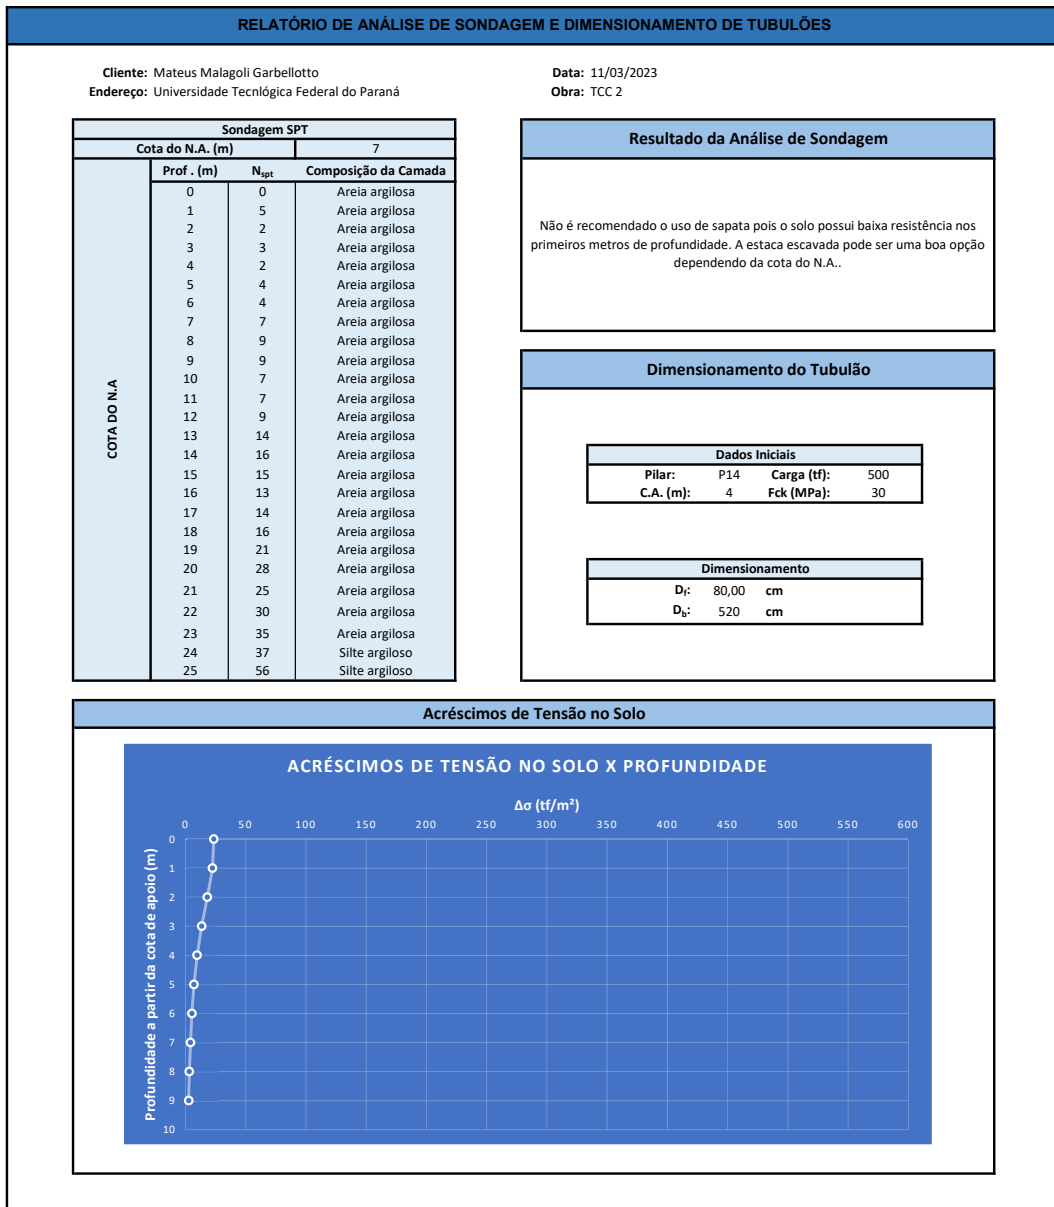 RELATÓRIO DE ANÁLISE DE SONDAGEM E DIMENSIONAMENTO DE TUBULÕES
Cliente: Mateus Malagoli Garbellotto
Endereço: Universidade Tecnlógica Federal do Paraná
Data: 11/03/2023
Obra: TCC 2
Sondagem SPT
Cota do N.A. (m) 7
COTA DO N.A
Prof . (m) Nspt Composição da Camada
0 0 Areia argilosa
1 5 Areia argilosa
2 2 Areia argilosa
3 3 Areia argilosa
4 2 Areia argilosa
5 4 Areia argilosa
6 4 Areia argilosa
7 7 Areia argilosa
8 9 Areia argilosa
9 9 Areia argilosa
10 7 Areia argilosa
11 7 Areia argilosa
12 9 Areia argilosa
13 14 Areia argilosa
14 16 Areia argilosa
15 15 Areia argilosa
16 13 Areia argilosa
17 14 Areia argilosa
18 16 Areia argilosa
19 21 Areia argilosa
20 28 Areia argilosa
21 25 Areia argilosa
22 30 Areia argilosa
23 35 Areia argilosa
24 37 Silte argiloso
25 56 Silte argiloso
Resultado da Análise de Sondagem
Não é recomendado o uso de sapata pois o solo possui baixa resistência nos
primeiros metros de profundidade. A estaca escavada pode ser uma boa opção
dependendo da cota do N.A..
Dimensionamento do Tubulão
Dados Iniciais
Pilar: P14 Carga (tf): 500
C.A. (m): 4 Fck (MPa): 30
Dimensionamento
Df: 80,00 cm
Db: 520 cm
Acréscimos de Tensão no Solo
ACRÉSCIMOS DE TENSÃO NO SOLO X PROFUNDIDADE
Δσ (tf/m²)
0 50 100 150 200 250 300 350 400 450 500 550 600
Profundidade a partir da cota de apoio (m)
0
1
2
3
4
5
6
7
8
9
10